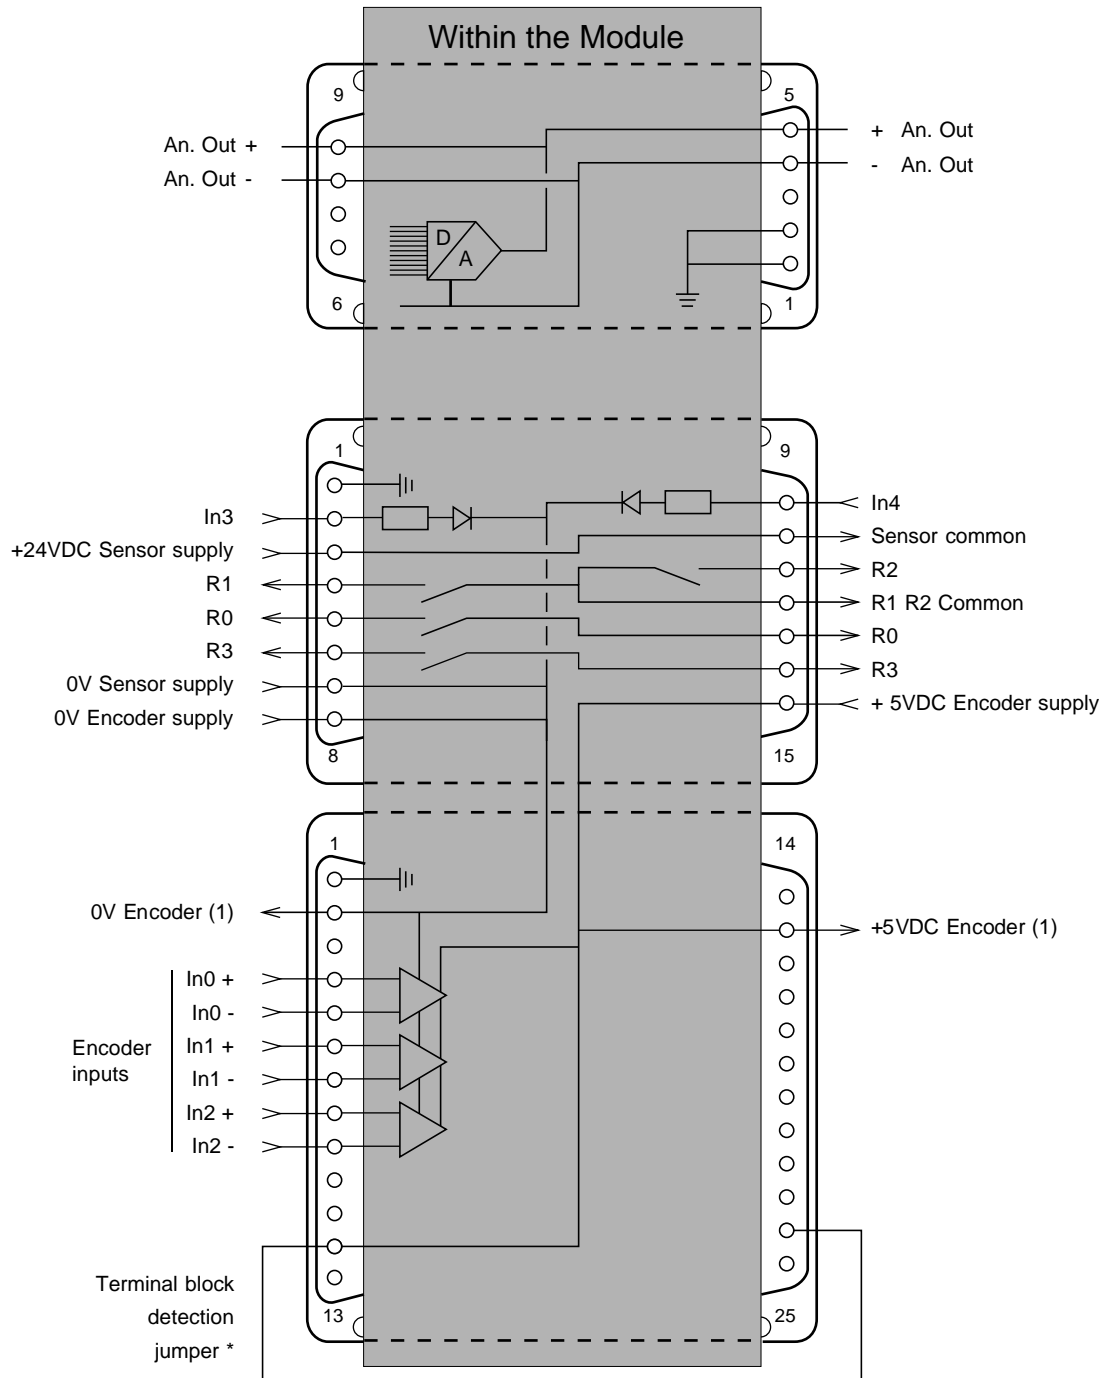 Within the Module
9
5
An. Out +
+ An. Out
An. Out -
- An. Out
D
A
6
1
1
9
In3
In4
+24VDC Sensor supply
Sensor common
R1
R2
R0
R1 R2 Common
R3
R0
0V Sensor supply
R3
0V Encoder supply
+ 5VDC Encoder supply
8
15
1
14
0V Encoder (1)
+5VDC Encoder (1)
In0 +
In0 -
Encoder
inputs
In1 +
In1 -
In2 +
In2 -
Terminal block
detection
jumper *
13
25